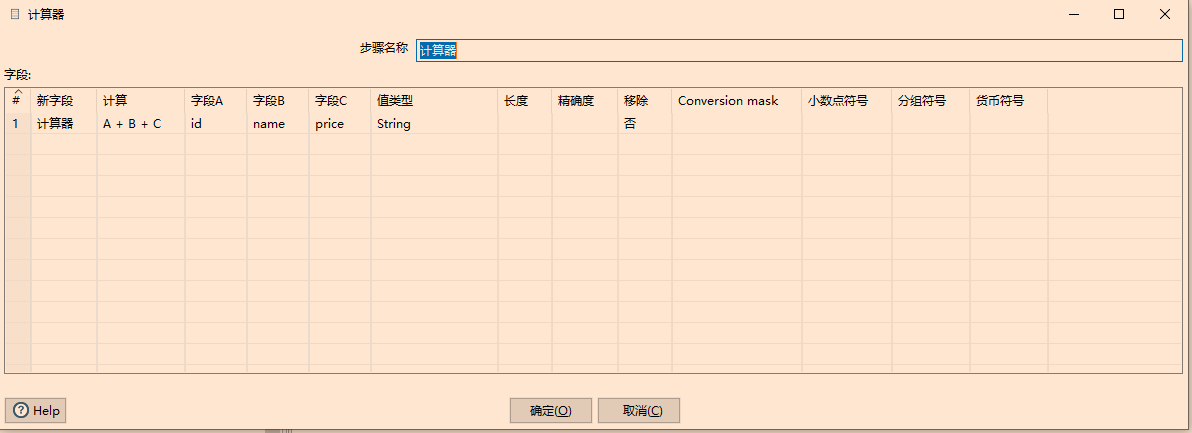 计算器
步骤名称 计算器
字段:
# 新字段 计算 字段A 字段B 字段C 值类型 长度 精确度 移除 Conversion mask 小数点符号 分组符号 货币符号
1 计算器 A + B + C id name price String 否
? Help 确定(O) 取消(C)